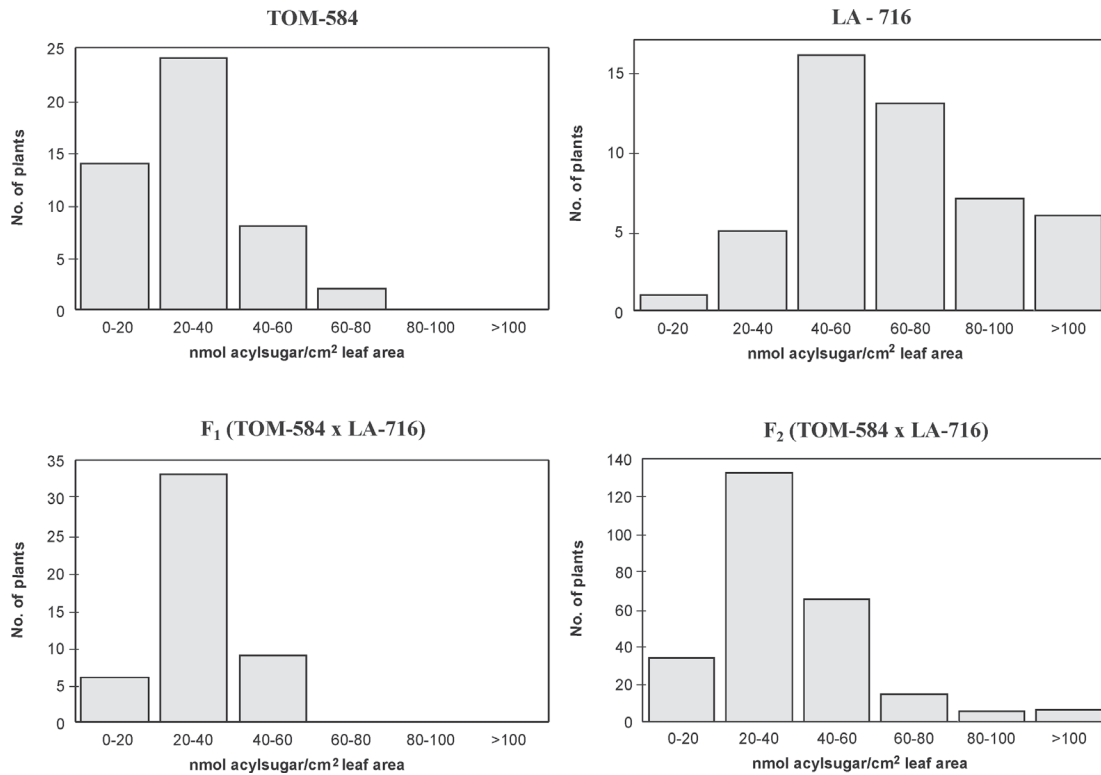 TOM-584
25
20
15
10
5
0
No. of plants
0-20 20-40 40-60 60-80 80-100 >100
nmol acylsugar/cm² leaf area
LA - 716
15
10
5
0
No. of plants
0-20 20-40 40-60 60-80 80-100 >100
nmol acylsugar/cm² leaf area
F₁ (TOM-584 x LA-716)
35
30
25
20
15
10
5
0
No. of plants
0-20 20-40 40-60 60-80 80-100 >100
nmol acylsugar/cm² leaf area
F₂ (TOM-584 x LA-716)
140
120
100
80
60
40
20
0
No. of plants
0-20 20-40 40-60 60-80 80-100 >100
nmol acylsugar/cm² leaf area